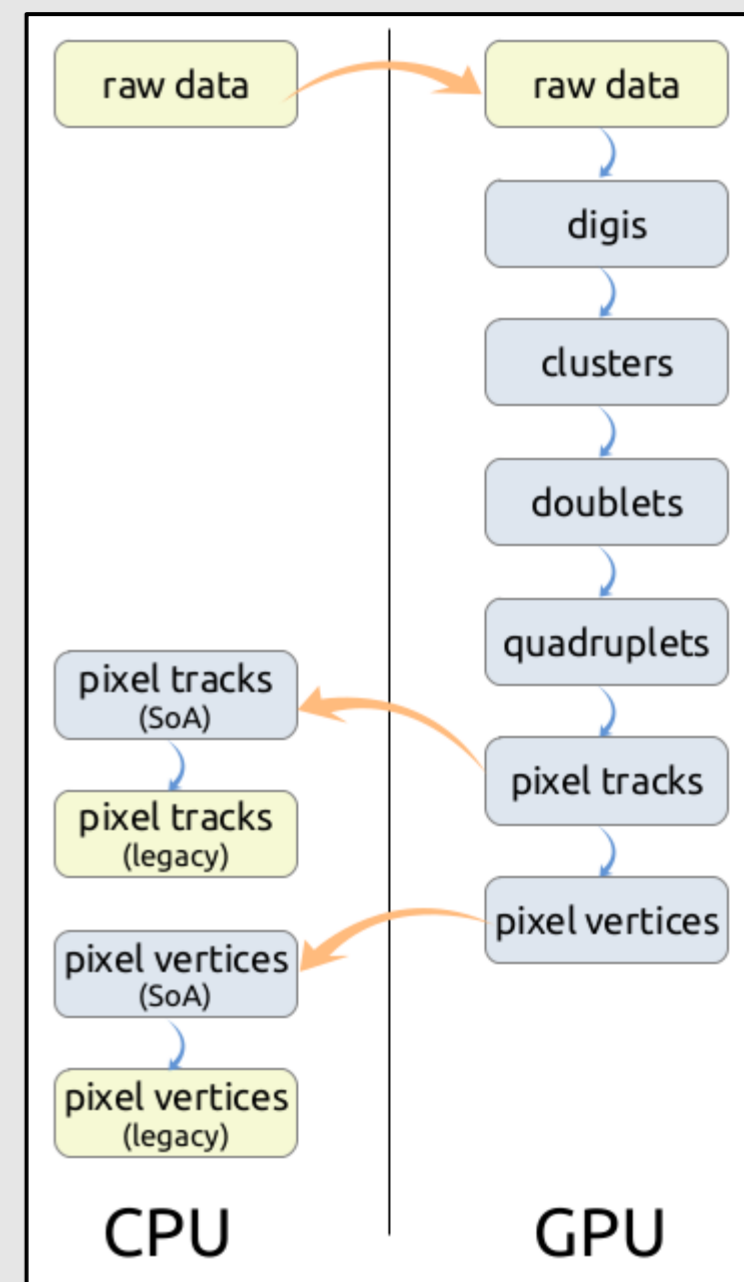 raw data
raw data
digis
clusters
doublets
quadruplets
pixel tracks
(SoA)
pixel tracks
pixel tracks
(legacy)
pixel vertices
pixel vertices
(SoA)
pixel vertices
(legacy)
CPU
GPU